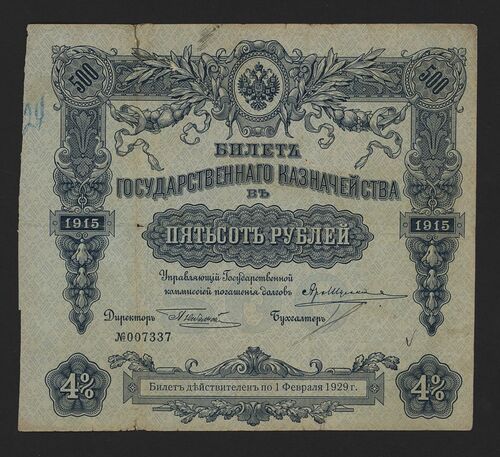 500 500
БИЛЕТЪ
ГОСУДАРСТВЕННАГО КАЗНАЧЕЙСТВА
ВЪ
1915 ПЯТЬСОТЪ РУБЛЕЙ 1915
Управляющій Государственной
коммиссіей погашенія долговъ
Директоръ Бухгалтеръ
№007337
4% 4%
Билетъ дѣйствителенъ по 1 Февраля 1929 г.